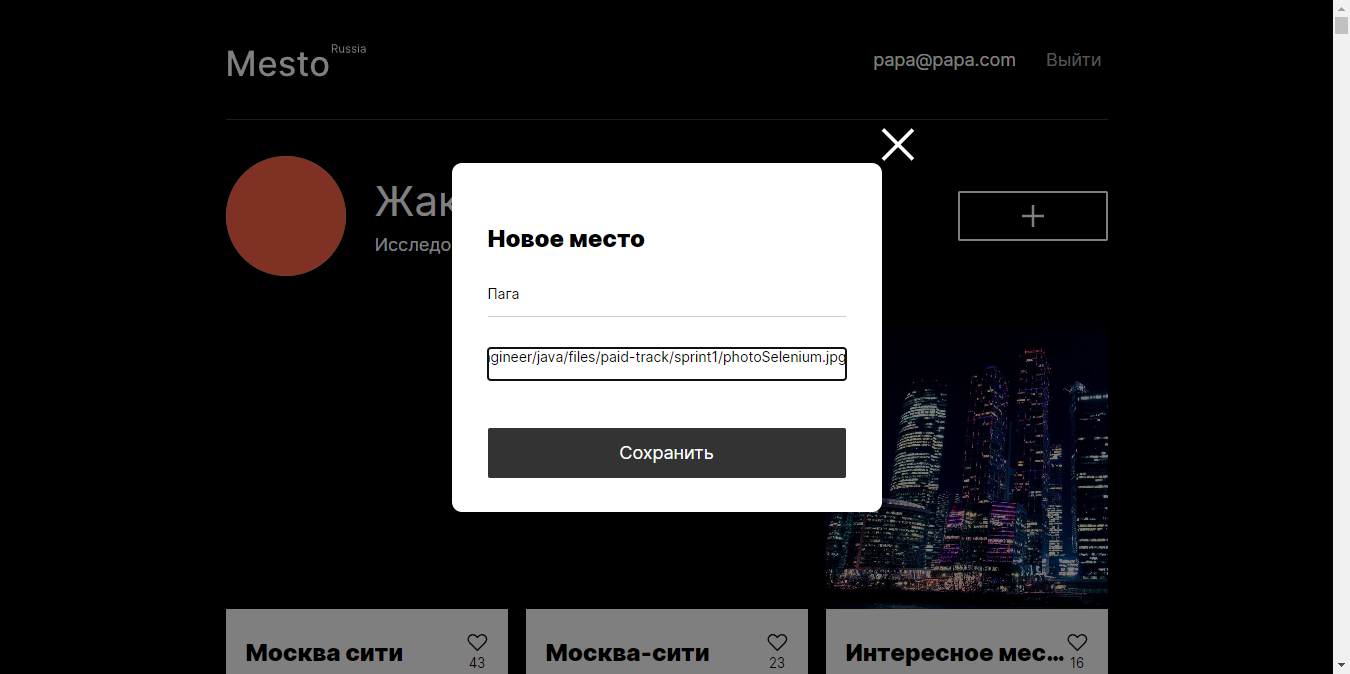 Mesto Russia
papa@papa.com Выйти
Жак
Исследо
Новое место
Пага
gineer/java/files/paid-track/sprint1/photoSelenium.jpg
Сохранить
Москва сити
43
Москва-сити
23
Интересное мес...
16